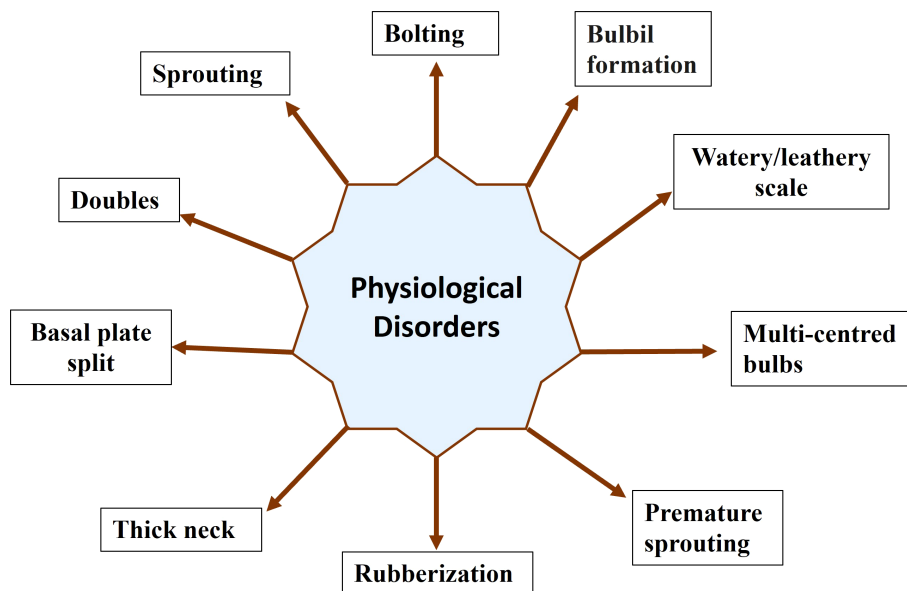 Bolting
Bulbil
formation
Sprouting
Watery/leathery
scale
Doubles
Physiological
Disorders
Basal plate
split
Multi-centred
bulbs
Thick neck
Premature
sprouting
Rubberization